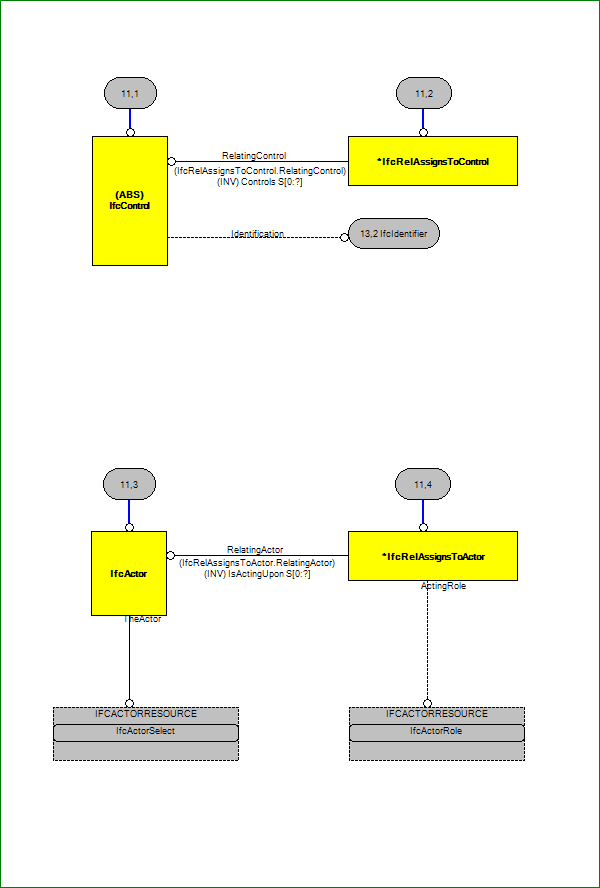 11,1
11,2
RelatingControl
(IfcRelAssignsToControl.RelatingControl)
(INV) Controls S[0:?]
*IfcRelAssignsToControl
(ABS)
IfcControl
Identification
13,2 IfcIdentifier
11,3
11,4
RelatingActor
(IfcRelAssignsToActor.RelatingActor)
(INV) IsActingUpon S[0:?]
*IfcRelAssignsToActor
IfcActor
ActingRole
TheActor
IFCACTORRESOURCE
IfcActorSelect
IFCACTORRESOURCE
IfcActorRole